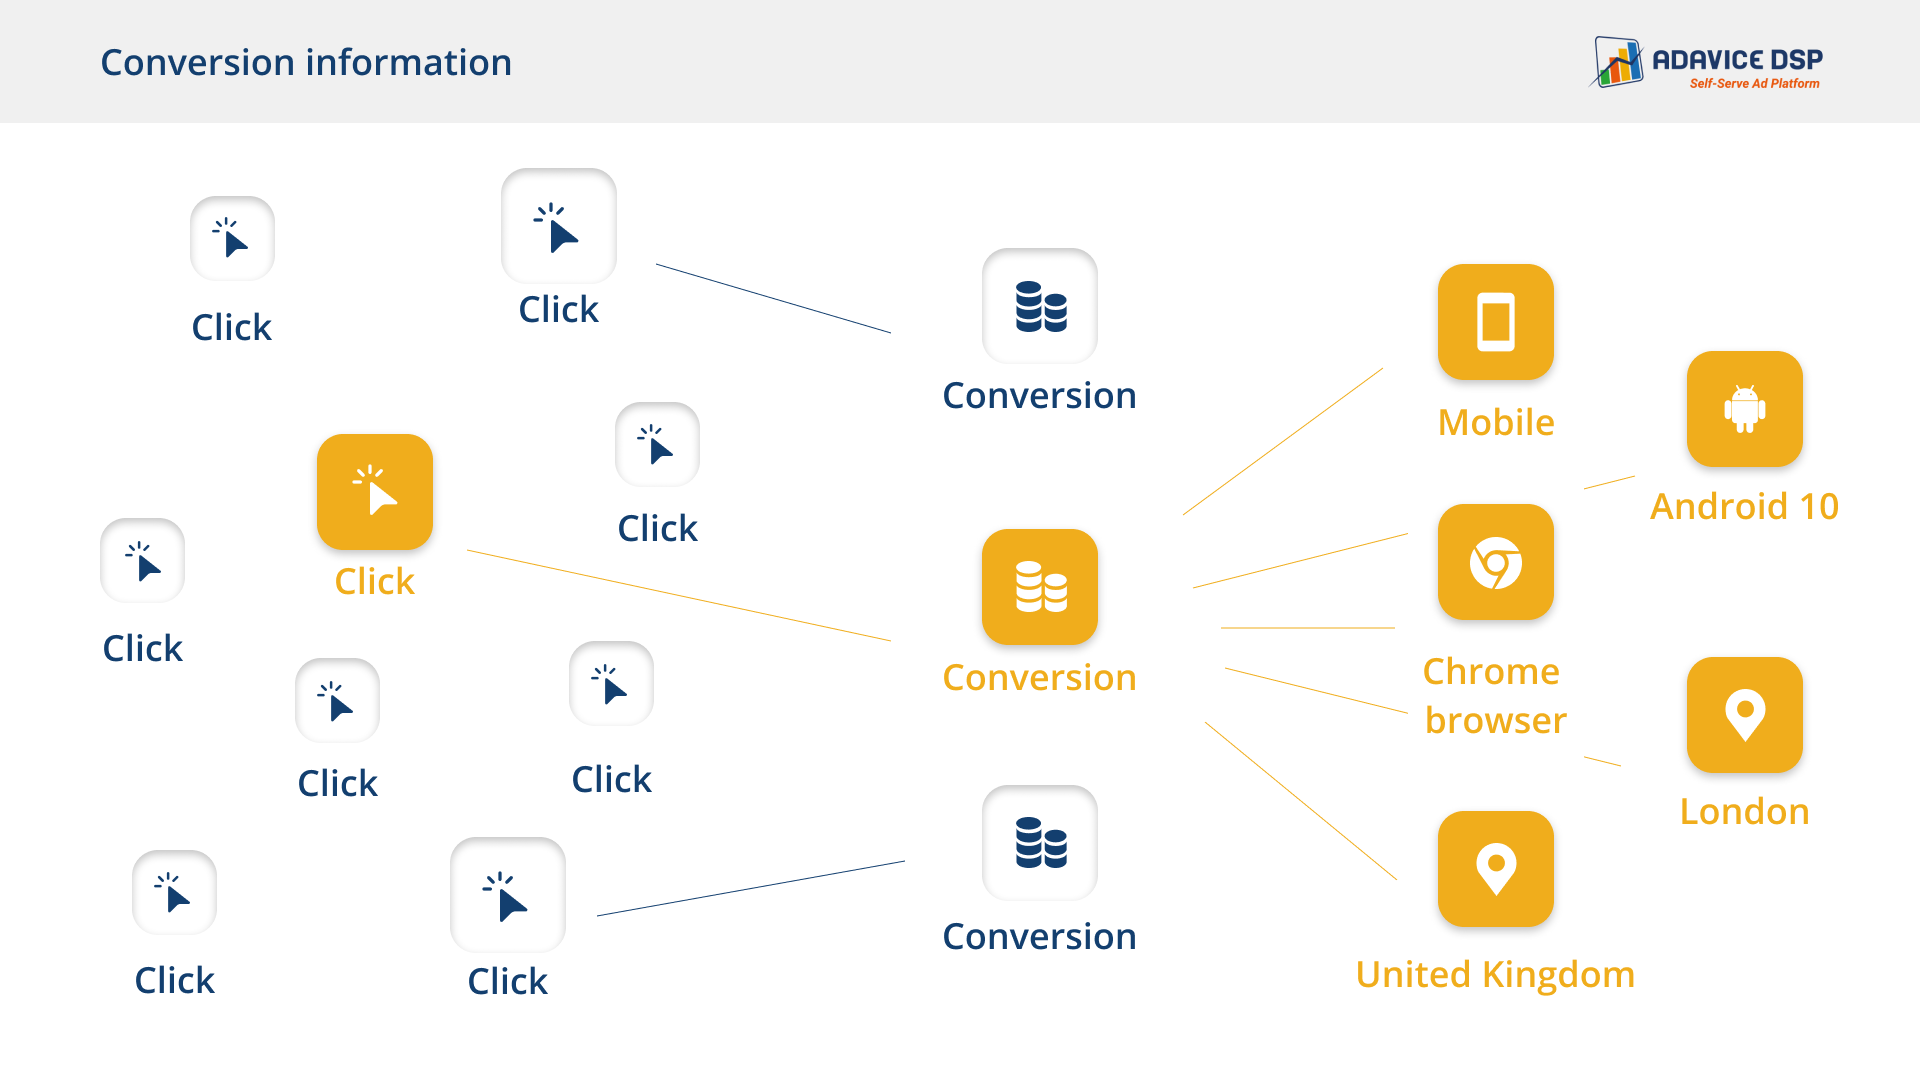 Conversion information
ADAVICE DSP
Self-Serve Ad Platform
Click
Click
Conversion
Mobile
Android 10
Click
Click
Click
Conversion
Chrome
browser
Click
Click
London
Click
Click
Conversion
United Kingdom